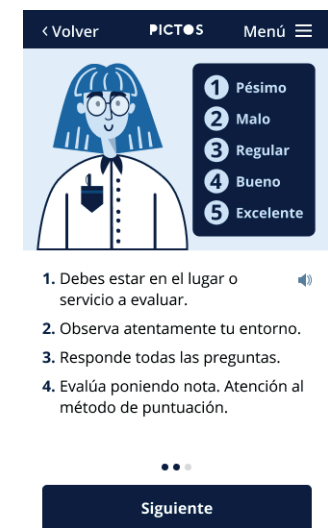 < Volver
PICTOS
Menú
1 Pésimo
2 Malo
3 Regular
4 Bueno
5 Excelente
1. Debes estar en el lugar o
servicio a evaluar.
2. Observa atentamente tu entorno.
3. Responde todas las preguntas.
4. Evalúa poniendo nota. Atención al
método de puntuación.
Siguiente